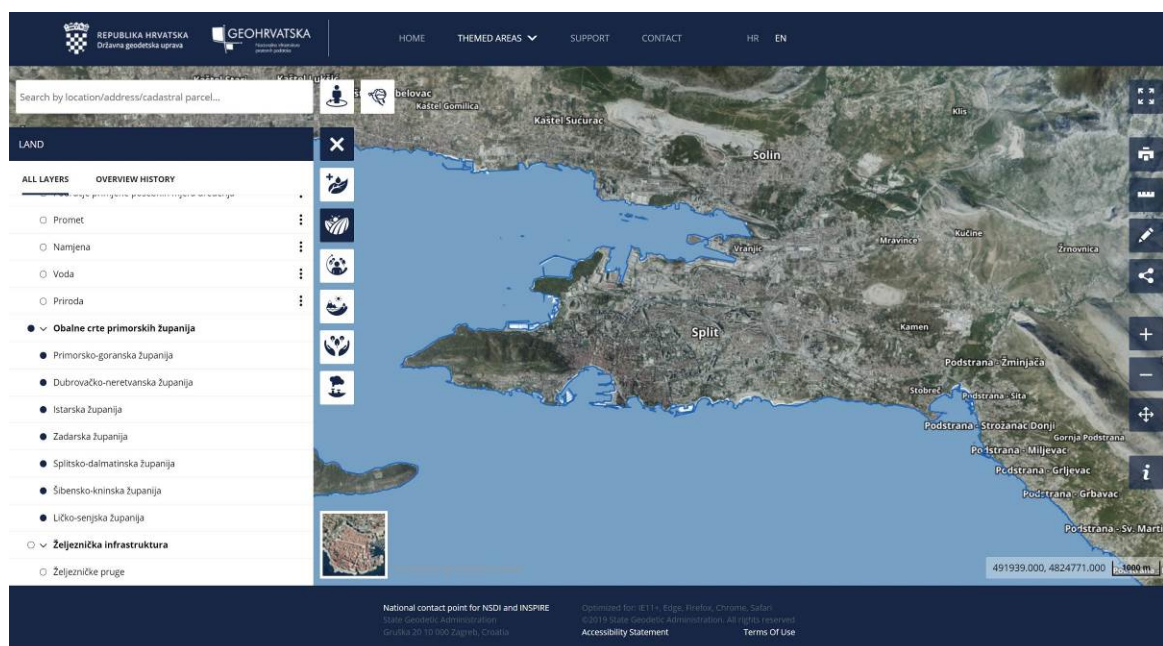 REPUBLIKA HRVATSKA
Državna geodetska uprava
GEOHRVATSKA
HOME
THEMED AREAS
SUPPORT
CONTACT
HR
EN
Search by location/address/cadastral parcel...
LAND
ALL LAYERS
OVERVIEW HISTORY
Promet
Namjena
Voda
Priroda
Obalne crte primorskih županija
Primorsko-goranska županija
Dubrovačko-neretvanska županija
Istarska županija
Zadarska županija
Splitsko-dalmatinska županija
Šibensko-kninska županija
Ličko-senjska županija
Željeznička infrastruktura
Željezničke pruge
Kaštel Gomilica
Kaštel Sućurac
Klis
Solin
Vranjic
Mravince
Kučine
Žrnovnica
Split
Kamen
Podstrana - Žminjača
Stobreč
Podstrana - Sita
Podstrana - Strožanac Donji
Gornja Podstrana
Podstrana - Miljevac
Podstrana - Grljevac
Podstrana - Grbavac
Podstrana - Sv. Marti
491939.000, 4824771.000
1000 m
National contact point for NSDI and INSPIRE
State Geodetic Administration
Gruška 20 10 000 Zagreb, Croatia
Optimized for: IE11+, Edge, Firefox, Chrome, Safari
©2019 State Geodetic Administration. All rights reserved
Accessibility Statement
Terms Of Use